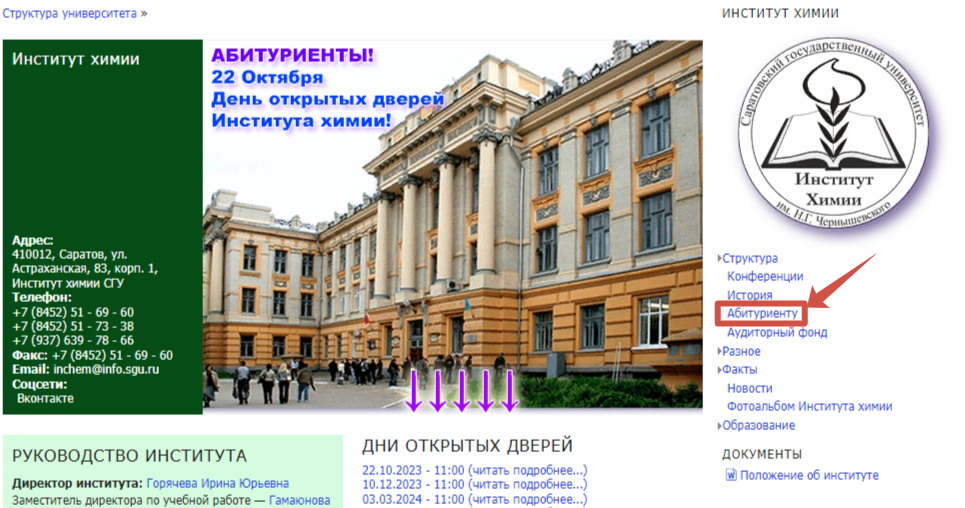 Структура университета »
Институт химии
Адрес:
410012, Саратов, ул.
Астраханская, 83, корп. 1,
Институт химии СГУ
Телефон:
+7 (8452) 51 - 69 - 60
+7 (8452) 51 - 73 - 38
+7 (937) 639 - 78 - 66
Факс: +7 (8452) 51 - 69 - 60
Email: inchem@info.sgu.ru
Соцсети:
Вконтакте
АБИТУРИЕНТЫ!
22 Октября
День открытых дверей
Института химии!
РУКОВОДСТВО ИНСТИТУТА
Директор института: Горячева Ирина Юрьевна
Заместитель директора по учебной работе — Гамаюнова
ДНИ ОТКРЫТЫХ ДВЕРЕЙ
22.10.2023 - 11:00 (читать подробнее...)
10.12.2023 - 11:00 (читать подробнее...)
03.03.2024 - 11:00 (читать подробнее...)
ИНСТИТУТ ХИМИИ
Саратовский государственный университет
Институт
Химии
им. Н.Г. Чернышевского
Структура
Конференции
История
Абитуриенту
Аудиторный фонд
Разное
Факты
Новости
Фотоальбом Института химии
Образование
ДОКУМЕНТЫ
Положение об институте